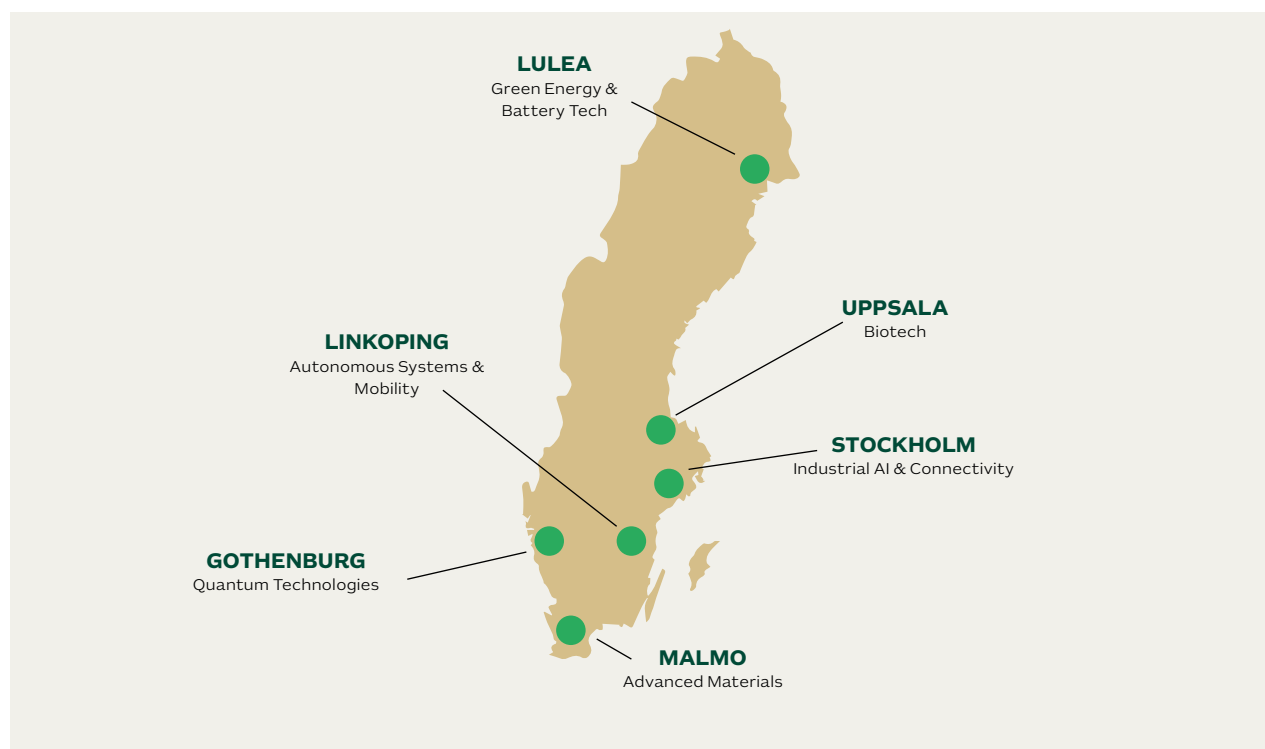 LULEA
Green Energy &
Battery Tech
UPPSALA
Biotech
LINKOPING
Autonomous Systems &
Mobility
STOCKHOLM
Industrial AI & Connectivity
GOTHENBURG
Quantum Technologies
MALMO
Advanced Materials